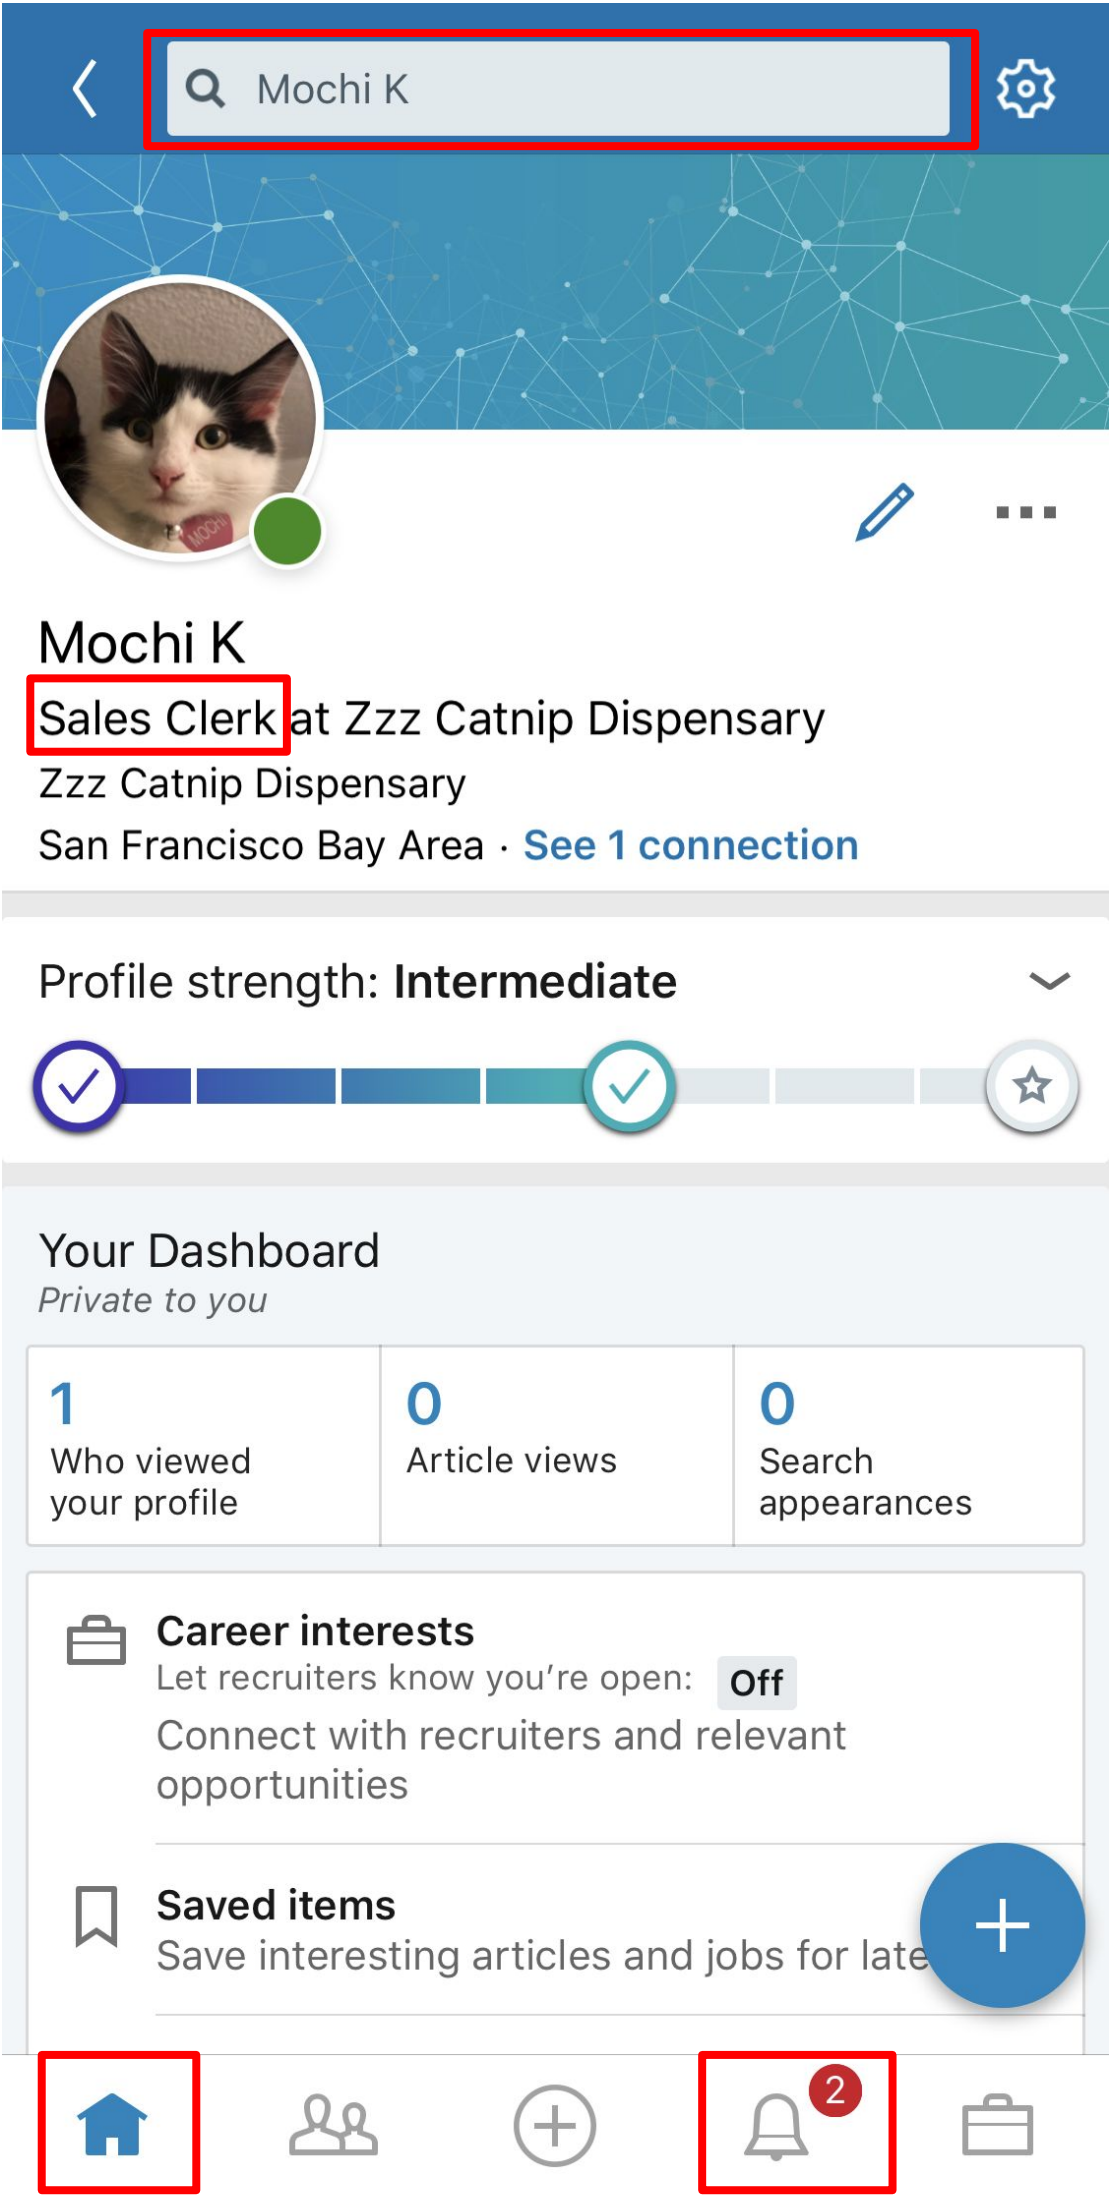 Mochi K
MOCHI
Mochi K
Sales Clerk at Zzz Catnip Dispensary
Zzz Catnip Dispensary
San Francisco Bay Area · See 1 connection
Profile strength: Intermediate
Your Dashboard
Private to you
1
Who viewed
your profile
0
Article views
0
Search
appearances
Career interests
Let recruiters know you’re open: Off
Connect with recruiters and relevant
opportunities
Saved items
Save interesting articles and jobs for late
2